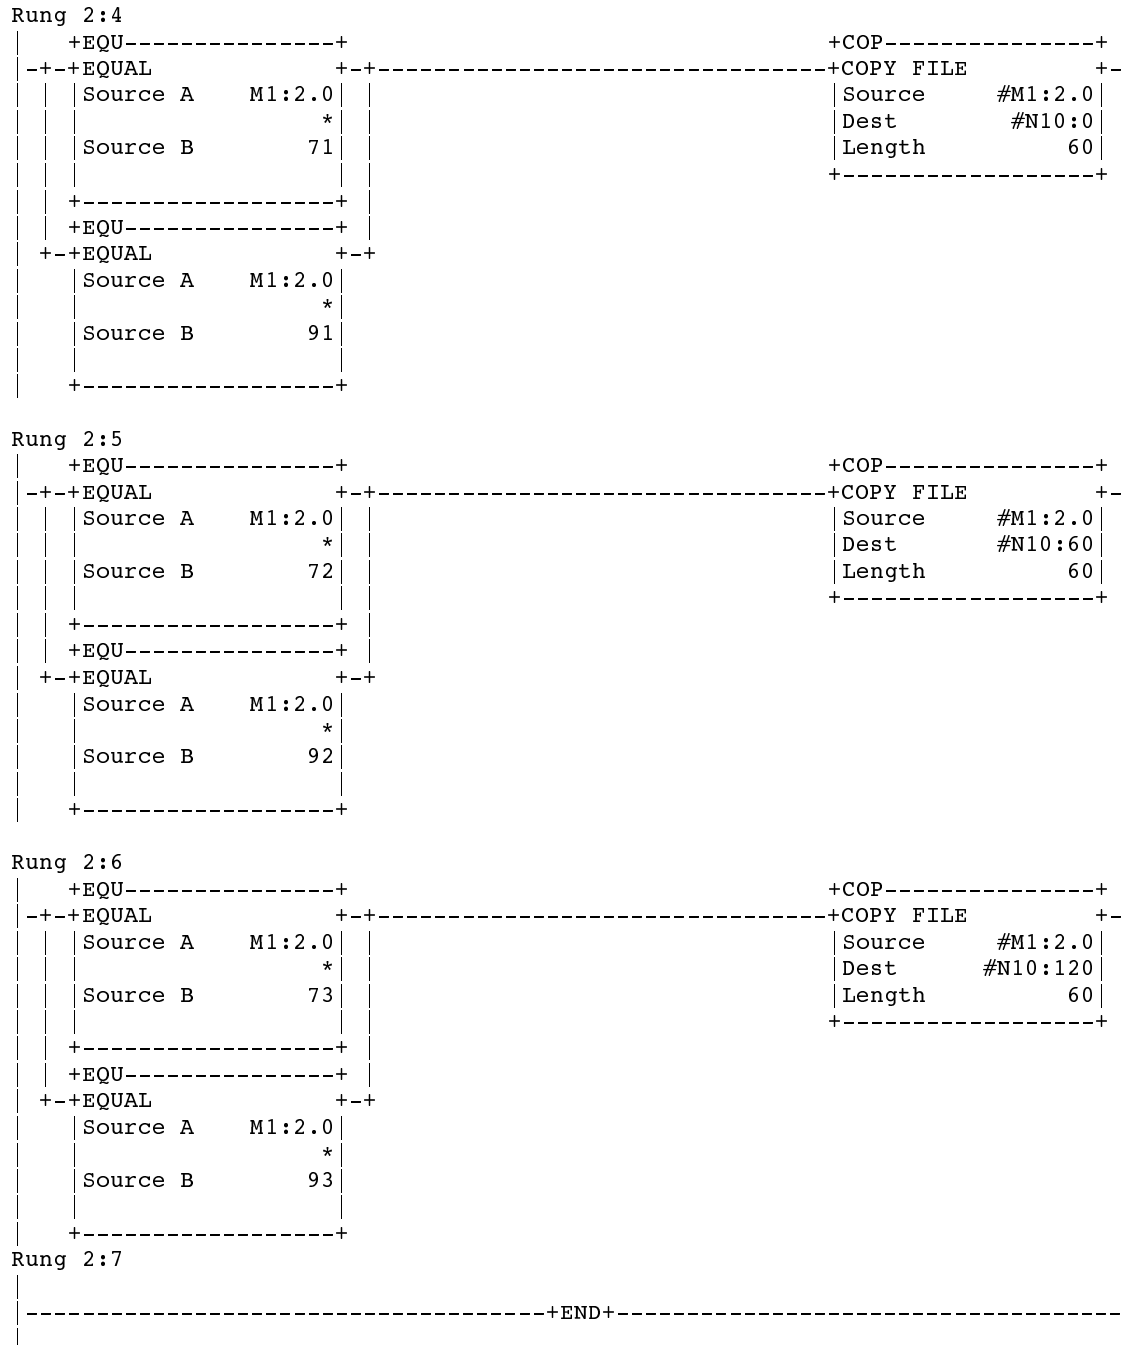 Rung 2:4
|   +EQU---------------+                                  +COP---------------+
|-+-+EQUAL             +-+--------------------------------+COPY FILE         +-
| | |Source A    M1:2.0| |                                |Source     #M1:2.0|
| | |                 *| |                                |Dest        #N10:0|
| | |Source B        71| |                                |Length          60|
| | |                  | |                                +------------------+
| | +------------------+ |
| | +EQU---------------+ |
| +-+EQUAL             +-+
|   |Source A    M1:2.0|
|   |                 *|
|   |Source B        91|
|   |                  |
|   +------------------+
Rung 2:5
|   +EQU---------------+                                  +COP---------------+
|-+-+EQUAL             +-+--------------------------------+COPY FILE         +-
| | |Source A    M1:2.0| |                                |Source     #M1:2.0|
| | |                 *| |                                |Dest       #N10:60|
| | |Source B        72| |                                |Length          60|
| | |                  | |                                +------------------+
| | +------------------+ |
| | +EQU---------------+ |
| +-+EQUAL             +-+
|   |Source A    M1:2.0|
|   |                 *|
|   |Source B        92|
|   |                  |
|   +------------------+
Rung 2:6
|   +EQU---------------+                                  +COP---------------+
|-+-+EQUAL             +-+--------------------------------+COPY FILE         +-
| | |Source A    M1:2.0| |                                |Source     #M1:2.0|
| | |                 *| |                                |Dest      #N10:120|
| | |Source B        73| |                                |Length          60|
| | |                  | |                                +------------------+
| | +------------------+ |
| | +EQU---------------+ |
| +-+EQUAL             +-+
|   |Source A    M1:2.0|
|   |                 *|
|   |Source B        93|
|   |                  |
|   +------------------+
Rung 2:7
|
|-------------------------------------+END+------------------------------------
|